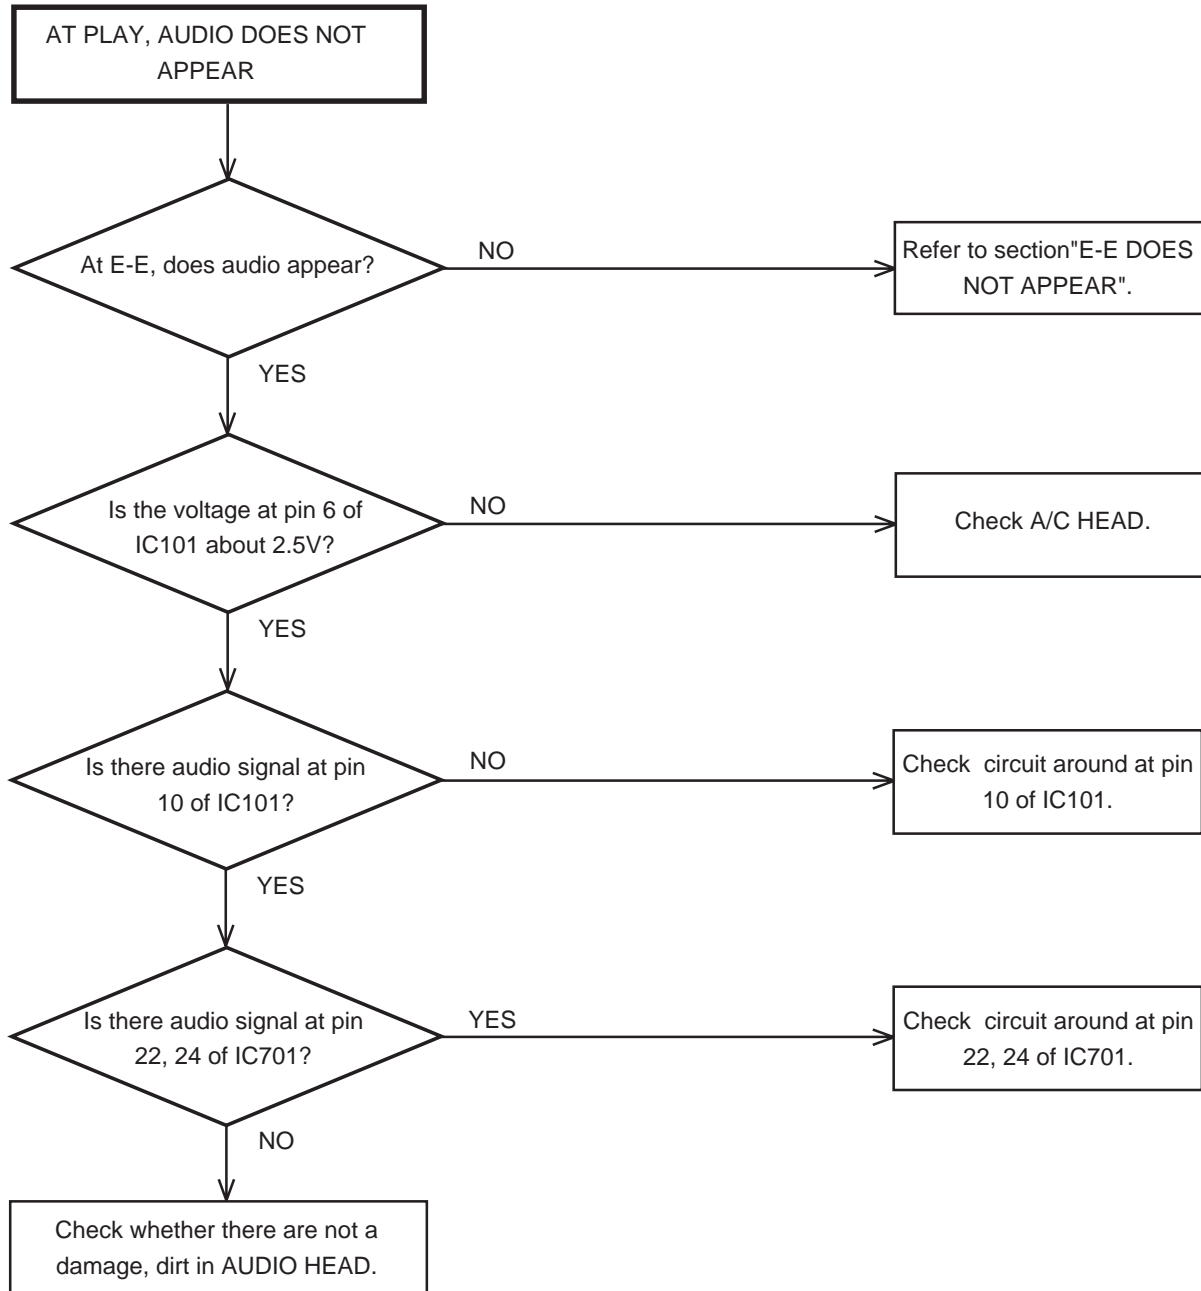 AT PLAY, AUDIO DOES NOT
APPEAR
At E-E, does audio appear?
NO
Refer to section"E-E DOES
NOT APPEAR".
YES
Is the voltage at pin 6 of
IC101 about 2.5V?
NO
Check A/C HEAD.
YES
Is there audio signal at pin
10 of IC101?
NO
Check  circuit around at pin
10 of IC101.
YES
Is there audio signal at pin
22, 24 of IC701?
YES
Check  circuit around at pin
22, 24 of IC701.
NO
Check whether there are not a
damage, dirt in AUDIO HEAD.